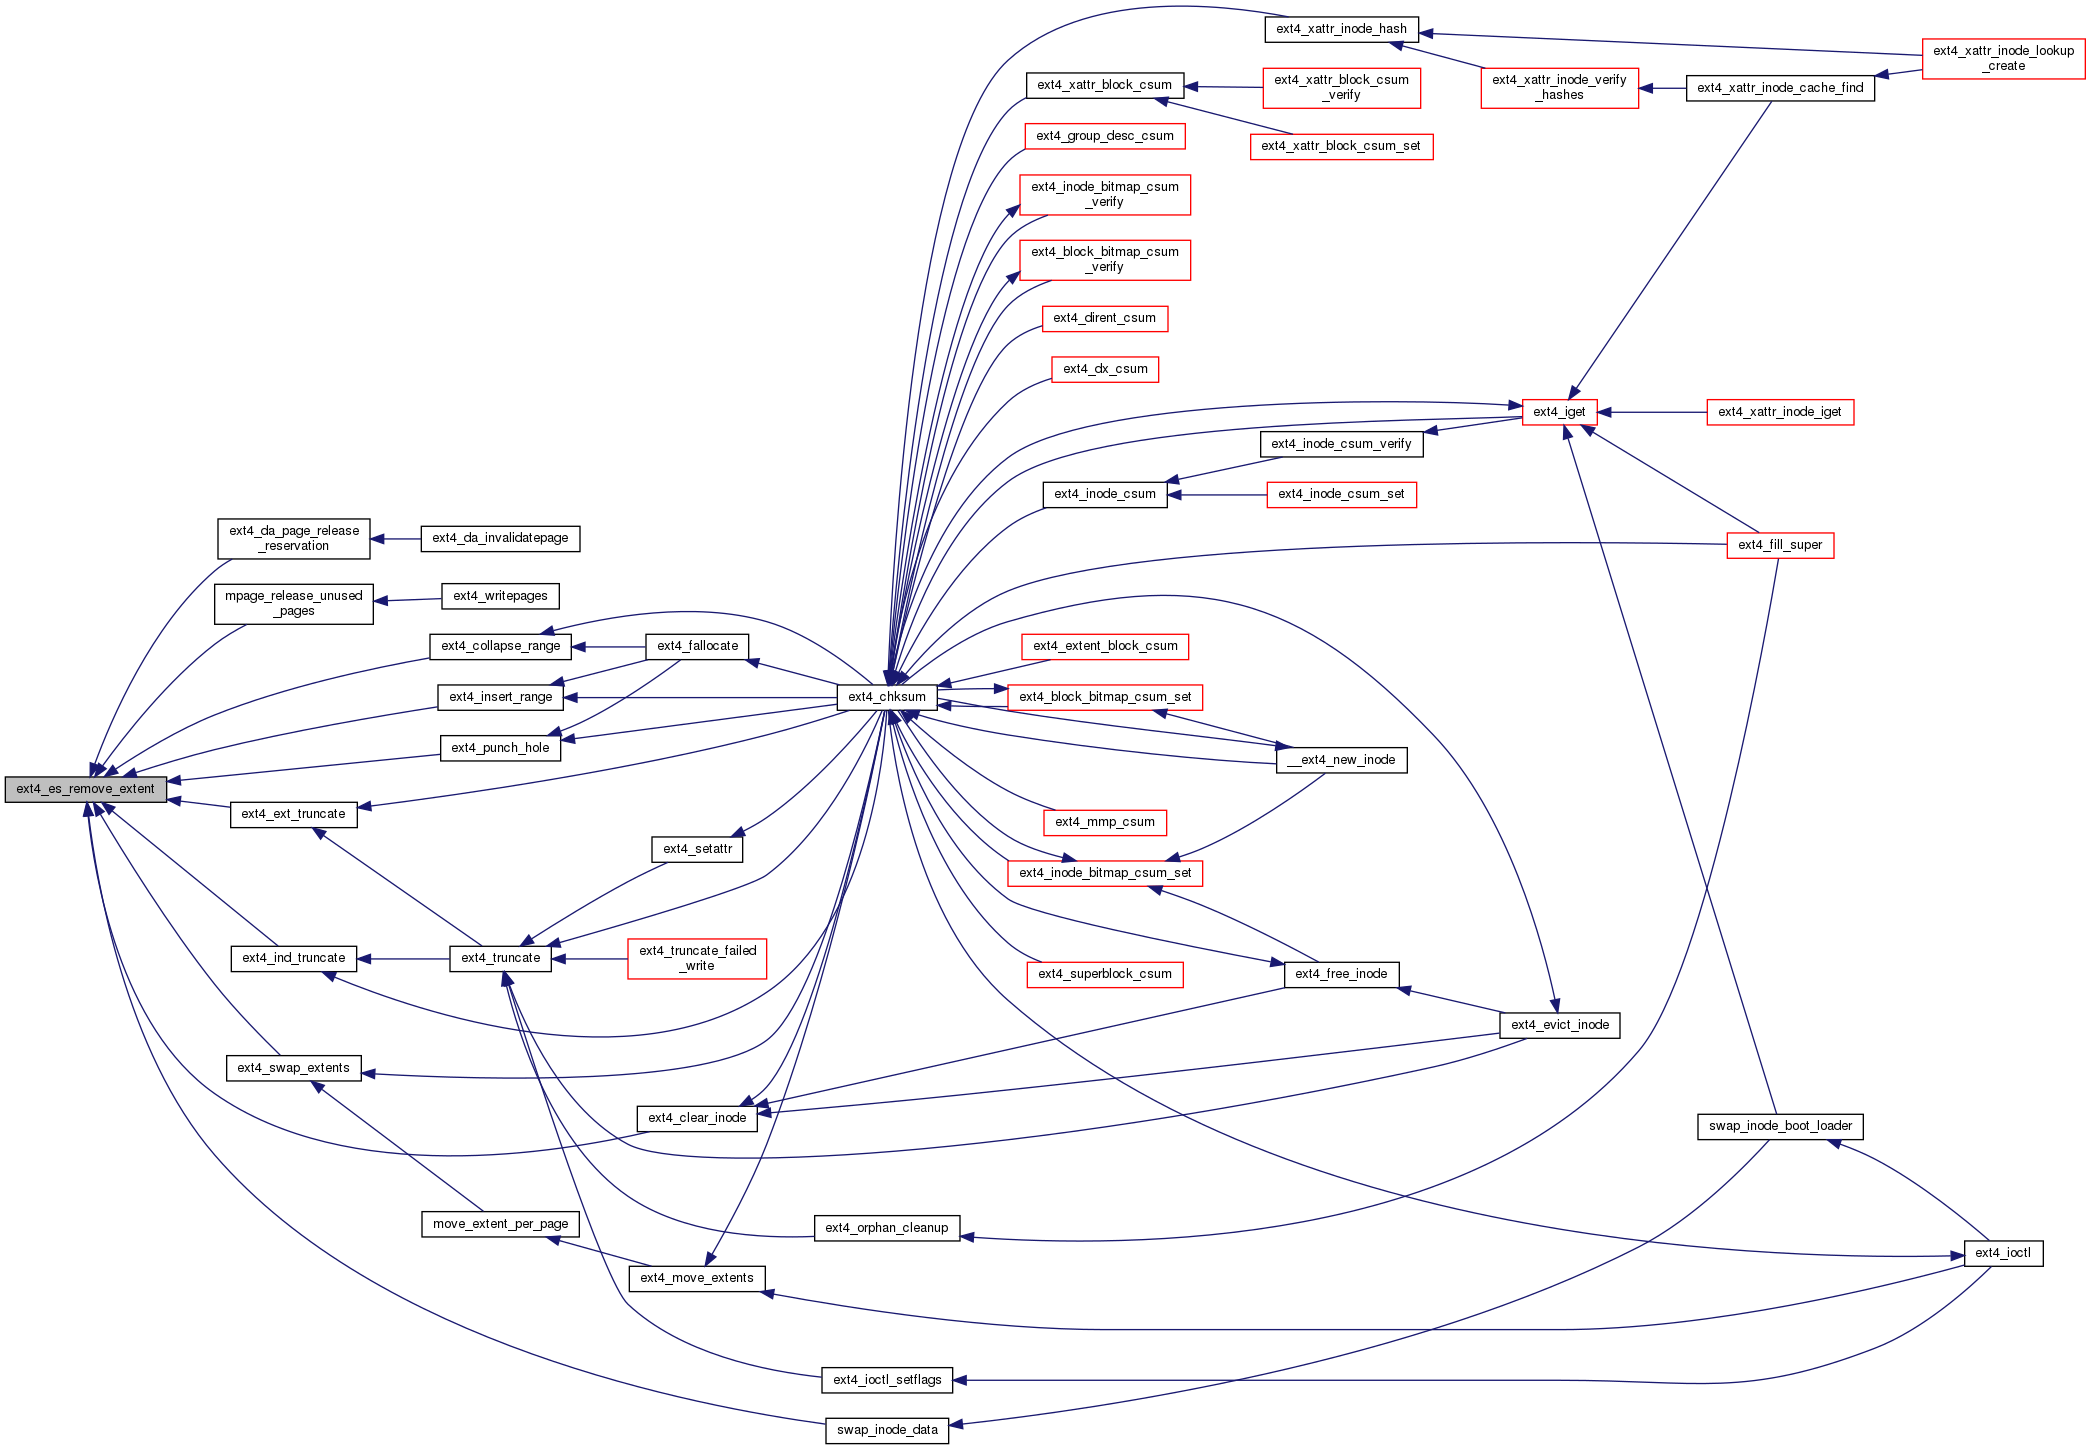 ext4_xattr_inode_hash
ext4_xattr_inode_lookup
_create
ext4_xattr_block_csum
ext4_xattr_block_csum
_verify
ext4_xattr_inode_verify
_hashes
ext4_xattr_inode_cache_find
ext4_group_desc_csum
ext4_xattr_block_csum_set
ext4_inode_bitmap_csum
_verify
ext4_block_bitmap_csum
_verify
ext4_dirent_csum
ext4_dx_csum
ext4_iget
ext4_xattr_inode_iget
ext4_inode_csum_verify
ext4_inode_csum
ext4_inode_csum_set
ext4_da_page_release
_reservation
ext4_da_invalidatepage
ext4_fill_super
mpage_release_unused
_pages
ext4_writepages
ext4_collapse_range
ext4_fallocate
ext4_extent_block_csum
ext4_insert_range
ext4_chksum
ext4_block_bitmap_csum_set
ext4_punch_hole
__ext4_new_inode
ext4_es_remove_extent
ext4_ext_truncate
ext4_mmp_csum
ext4_setattr
ext4_inode_bitmap_csum_set
ext4_ind_truncate
ext4_truncate
ext4_truncate_failed
_write
ext4_superblock_csum
ext4_free_inode
ext4_evict_inode
ext4_swap_extents
ext4_clear_inode
swap_inode_boot_loader
move_extent_per_page
ext4_orphan_cleanup
ext4_ioctl
ext4_move_extents
ext4_ioctl_setflags
swap_inode_data